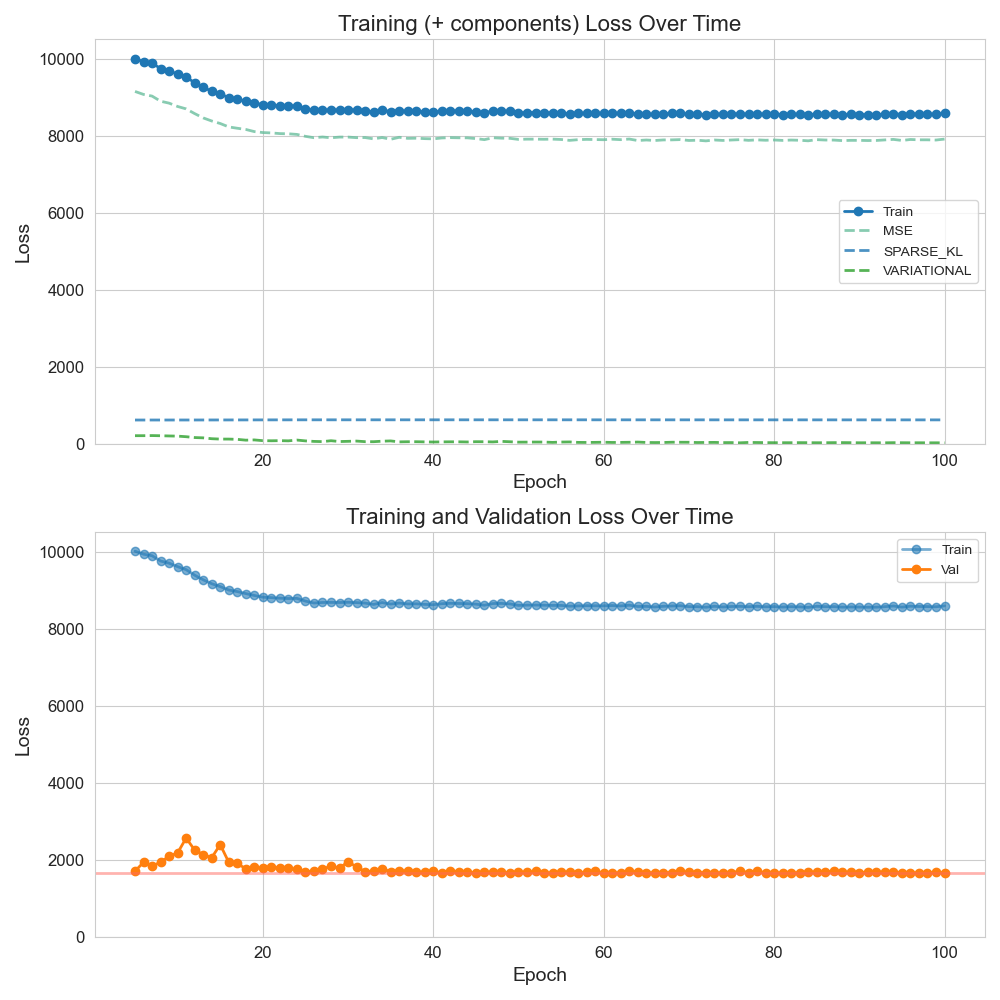 Training (+ components) Loss Over Time
10000
8000
6000
4000
2000
0
Loss
Train
MSE
SPARSE_KL
VARIATIONAL
20 40 60 80 100
Epoch
Training and Validation Loss Over Time
10000
8000
6000
4000
2000
0
Loss
Train
Val
20 40 60 80 100
Epoch